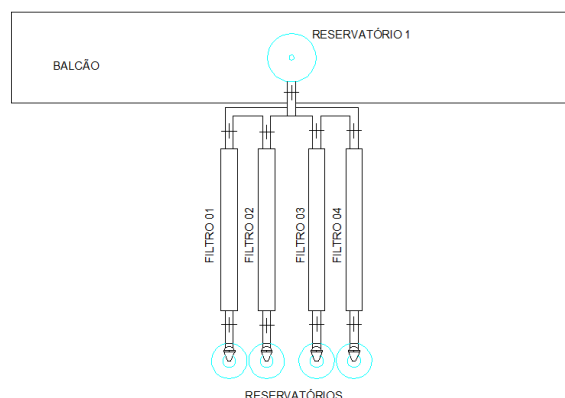 RESERVATÓRIO 1
BALCÃO
FILTRO 01
FILTRO 02
FILTRO 03
FILTRO 04
RESERVATÓRIOS